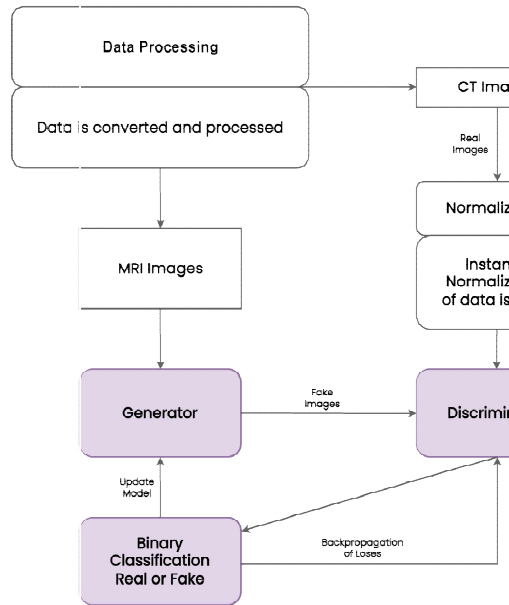 Data Processing
Data is converted and processed
CT Ima
Real
Images
MRI Images
Normaliz
Instan
Normaliz
of data is
Generator
Fake
Images
Discrimin
Update
Model
Binary
Classification
Real or Fake
Backpropagation
of Loses